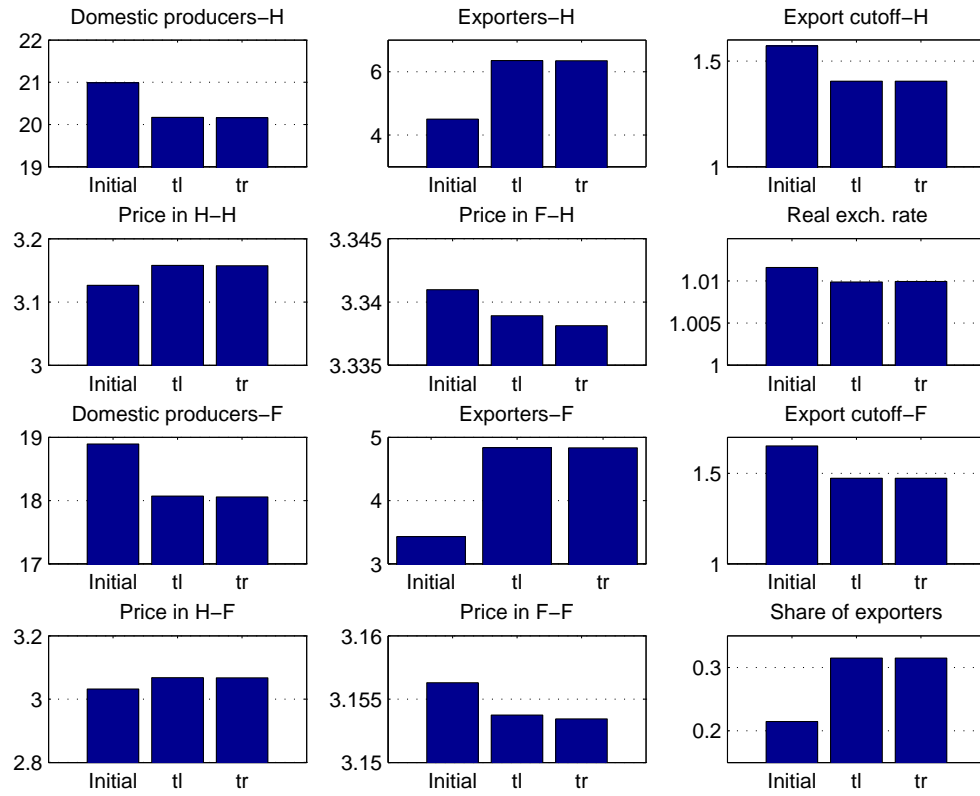 Domestic producers−H
22
21
20
19
Initial tl tr
Exporters−H
6
4
Initial tl tr
Export cutoff−H
1.5
1
Initial tl tr
Price in H−H
3.2
3.1
3
Initial tl tr
Price in F−H
3.345
3.34
3.335
Initial tl tr
Real exch. rate
1.01
1.005
1
Initial tl tr
Domestic producers−F
19
18
17
Initial tl tr
Exporters−F
5
4
3
Initial tl tr
Export cutoff−F
1.5
1
Initial tl tr
Price in H−F
3.2
3
2.8
Initial tl tr
Price in F−F
3.16
3.155
3.15
Initial tl tr
Share of exporters
0.3
0.2
Initial tl tr